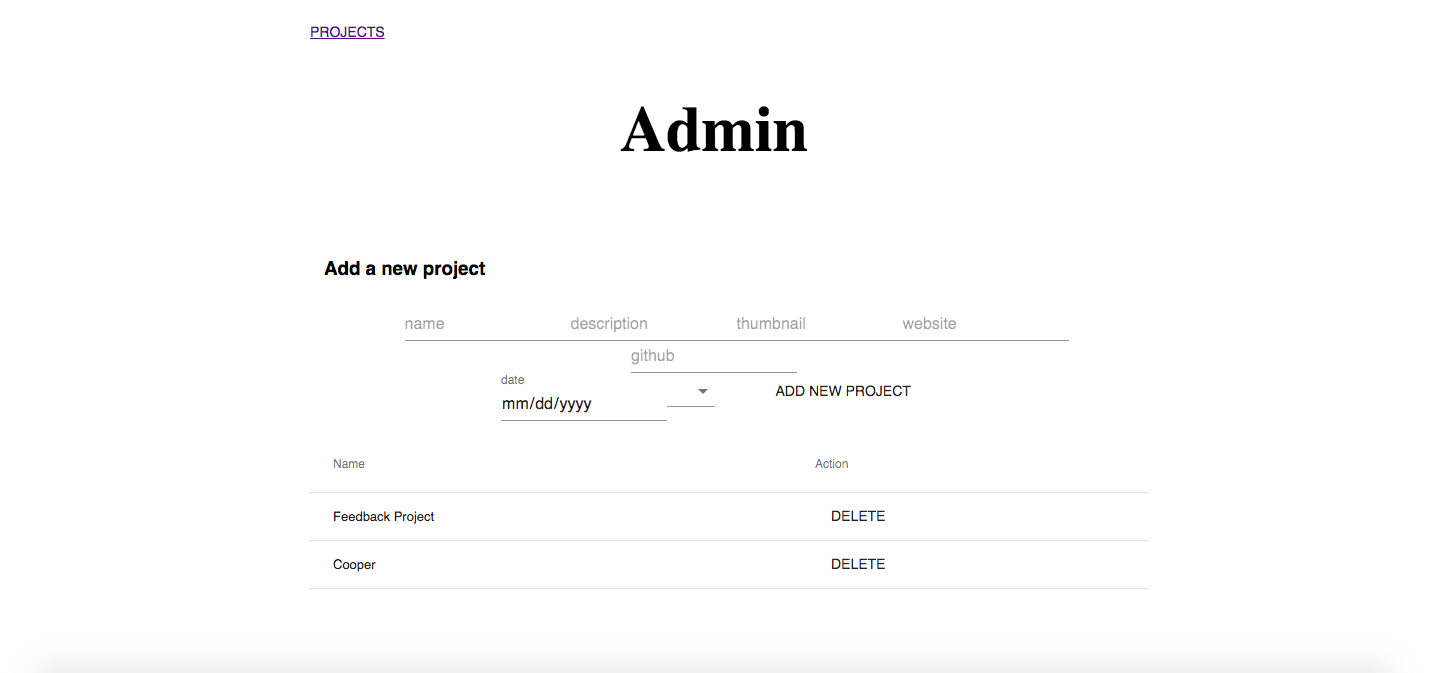 PROJECTS
Admin
Add a new project
name description thumbnail website
github
date
mm/dd/yyyy ADD NEW PROJECT
Name Action
Feedback Project DELETE
Cooper DELETE